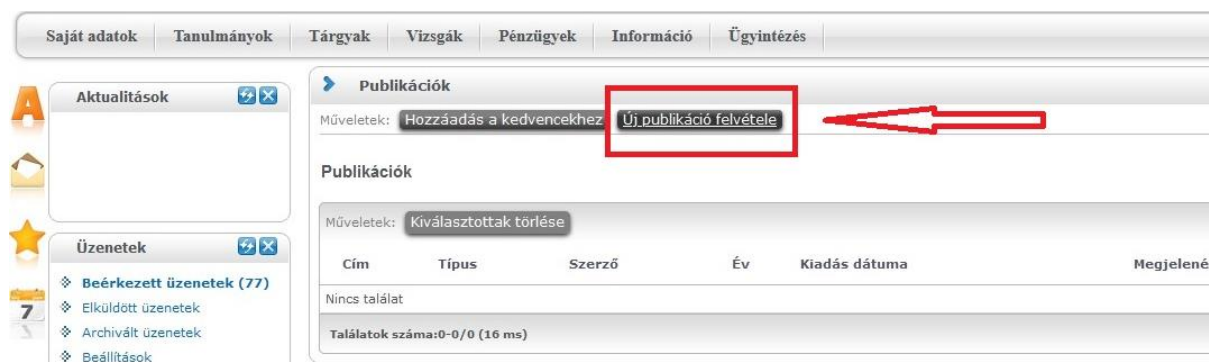 Saját adatok Tanulmányok Tárgyak Vizsgák Pénzügyek Információ Ügyintézés
Aktualitások
Üzenetek
Beérkezett üzenetek (77)
Elküldött üzenetek
Archivált üzenetek
Beállítások
7
Publikációk
Műveletek: Hozzáadás a kedvencekhez Új publikáció felvétele
Publikációk
Műveletek: Kiválasztottak törlése
Cím Típus Szerző Év Kiadás dátuma Megjelené
Nincs találat
Találatok száma:0-0/0 (16 ms)